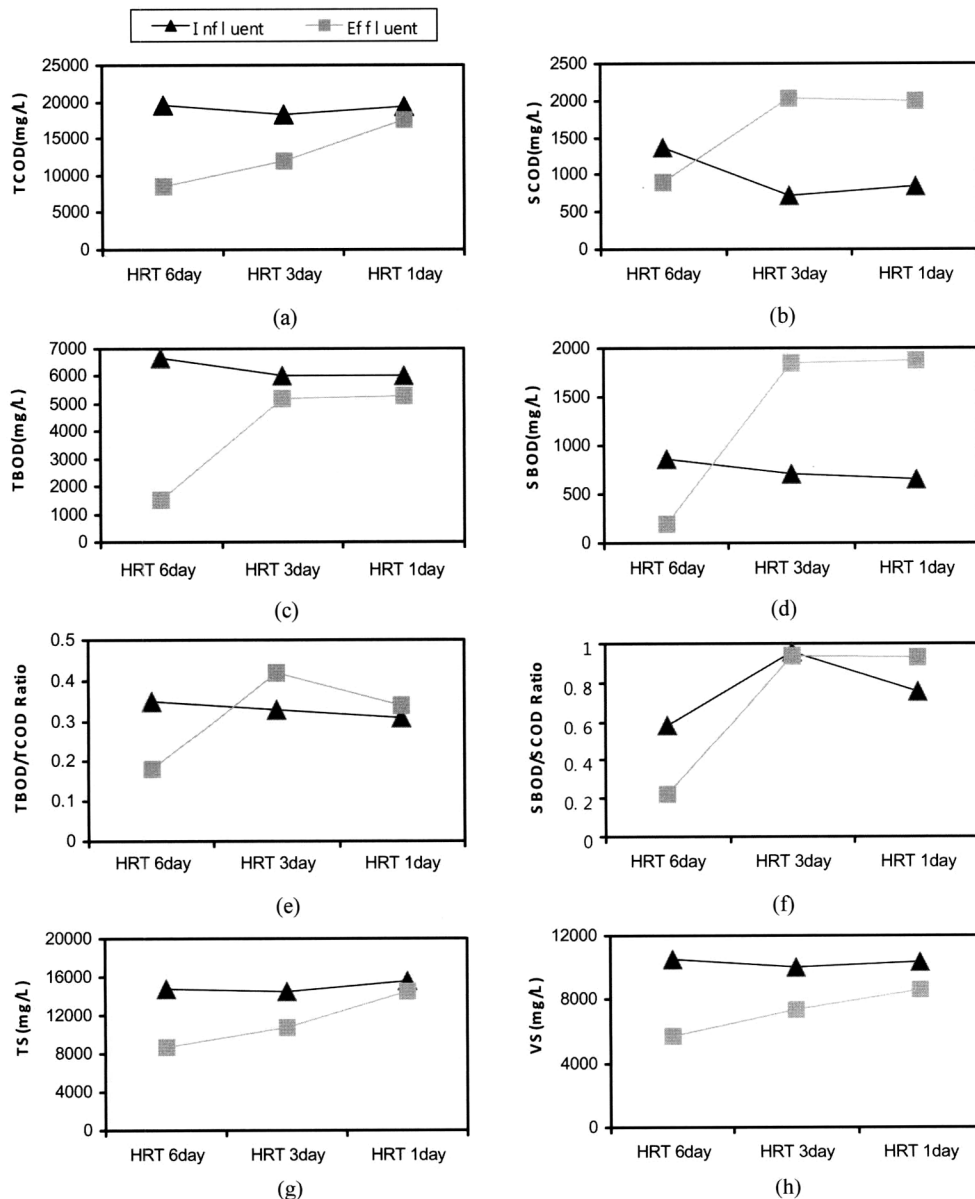 Influent Effluent
TCOD(mg/L)
25000
20000
15000
10000
5000
0
HRT 6day HRT 3day HRT 1day
(a)
SCOD(mg/L)
2500
2000
1500
1000
500
0
HRT 6day HRT 3day HRT 1day
(b)
TBOD(mg/L)
7000
6000
5000
4000
3000
2000
1000
0
HRT 6day HRT 3day HRT 1day
(c)
SBOD(mg/L)
2000
1500
1000
500
0
HRT 6day HRT 3day HRT 1day
(d)
TBOD/TCOD Ratio
0.5
0.4
0.3
0.2
0.1
0
HRT 6day HRT 3day HRT 1day
(e)
SBOD/SCOD Ratio
1
0.8
0.6
0.4
0.2
0
HRT 6day HRT 3day HRT 1day
(f)
TS(mg/L)
20000
16000
12000
8000
4000
0
HRT 6day HRT 3day HRT 1day
(g)
VS(mg/L)
12000
8000
4000
0
HRT 6day HRT 3day HRT 1day
(h)